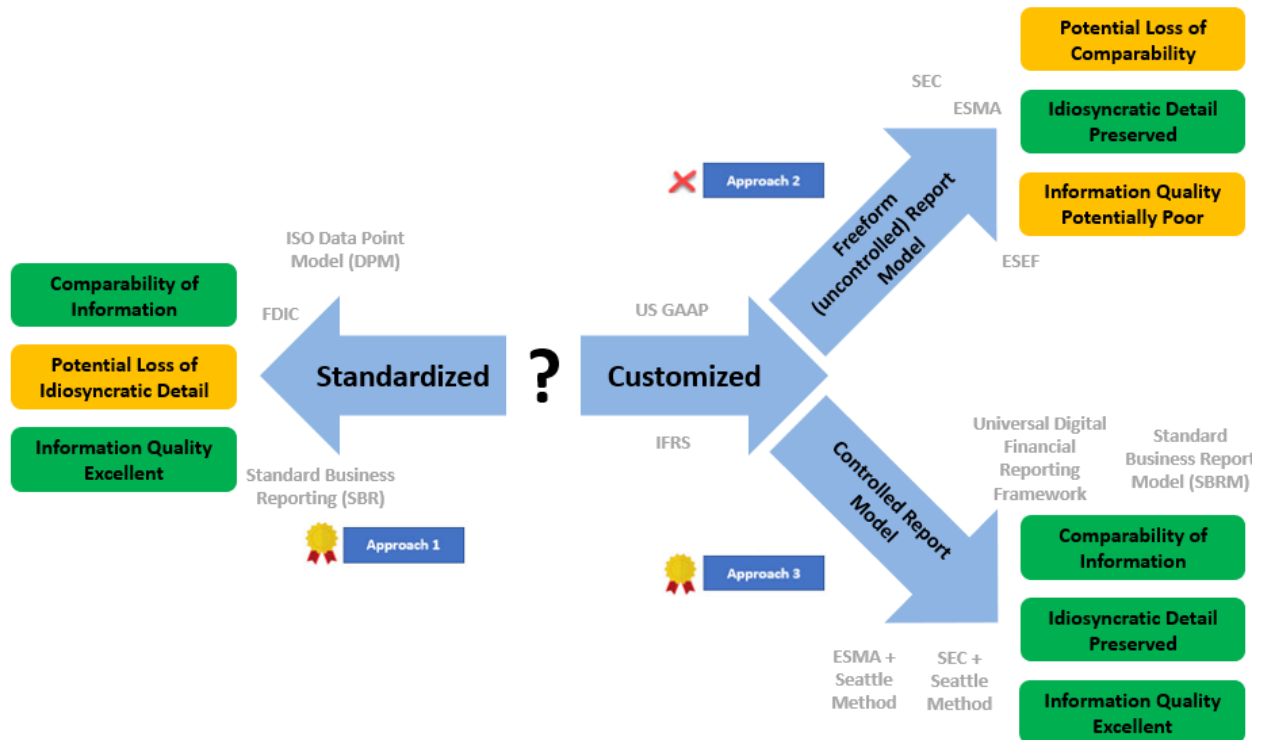 Potential Loss of
Comparability
SEC
ESMA
Idiosyncratic Detail
Preserved
Approach 2
Freeform
(uncontrolled) Report
Model
Information Quality
Potentially Poor
ESEF
ISO Data Point
Model (DPM)
Comparability of
Information
FDIC
Potential Loss of
Idiosyncratic Detail
Information Quality
Excellent
Standardized
?
US GAAP
Customized
IFRS
Standard Business
Reporting (SBR)
Approach 1
Universal Digital
Financial
Reporting
Framework
Standard
Business Report
Model (SBRM)
Controlled Report
Model
Approach 3
Comparability of
Information
Idiosyncratic Detail
Preserved
Information Quality
Excellent
ESMA +
Seattle
Method
SEC +
Seattle
Method